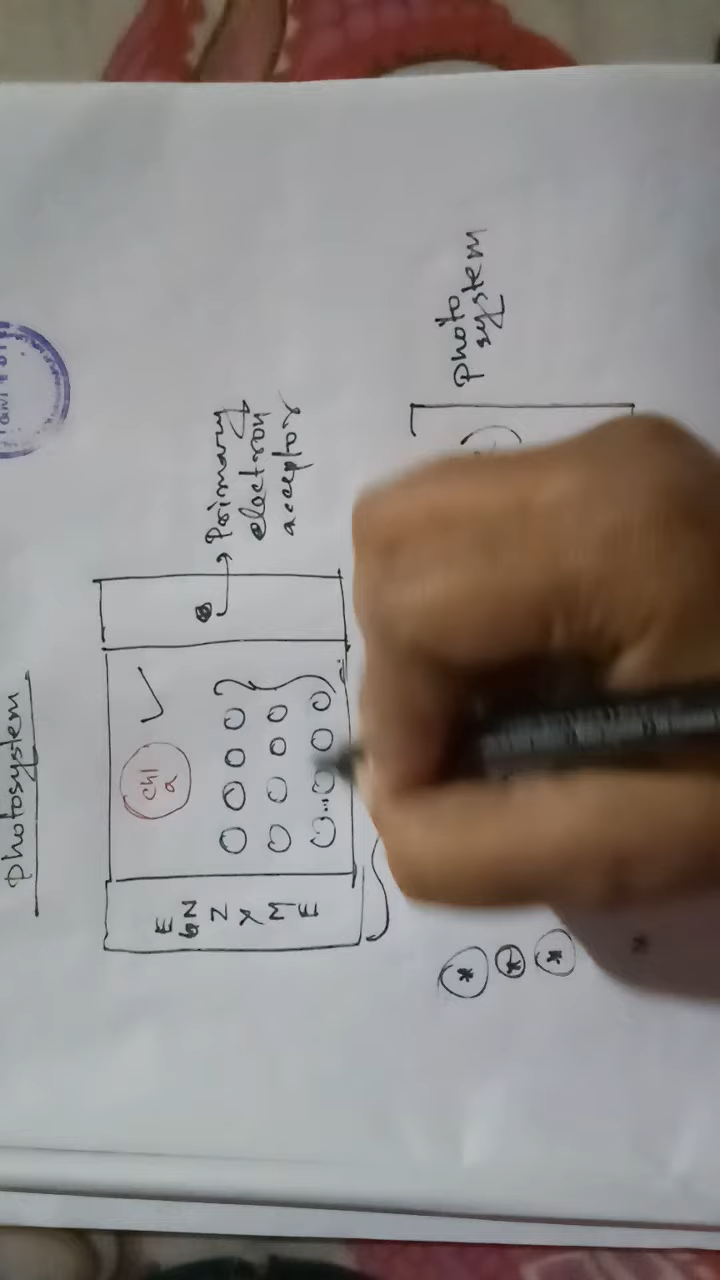 Photosystem
Chl
a
E
N
Z
Y
M
E
Primary
electron
acceptor
Photo
system